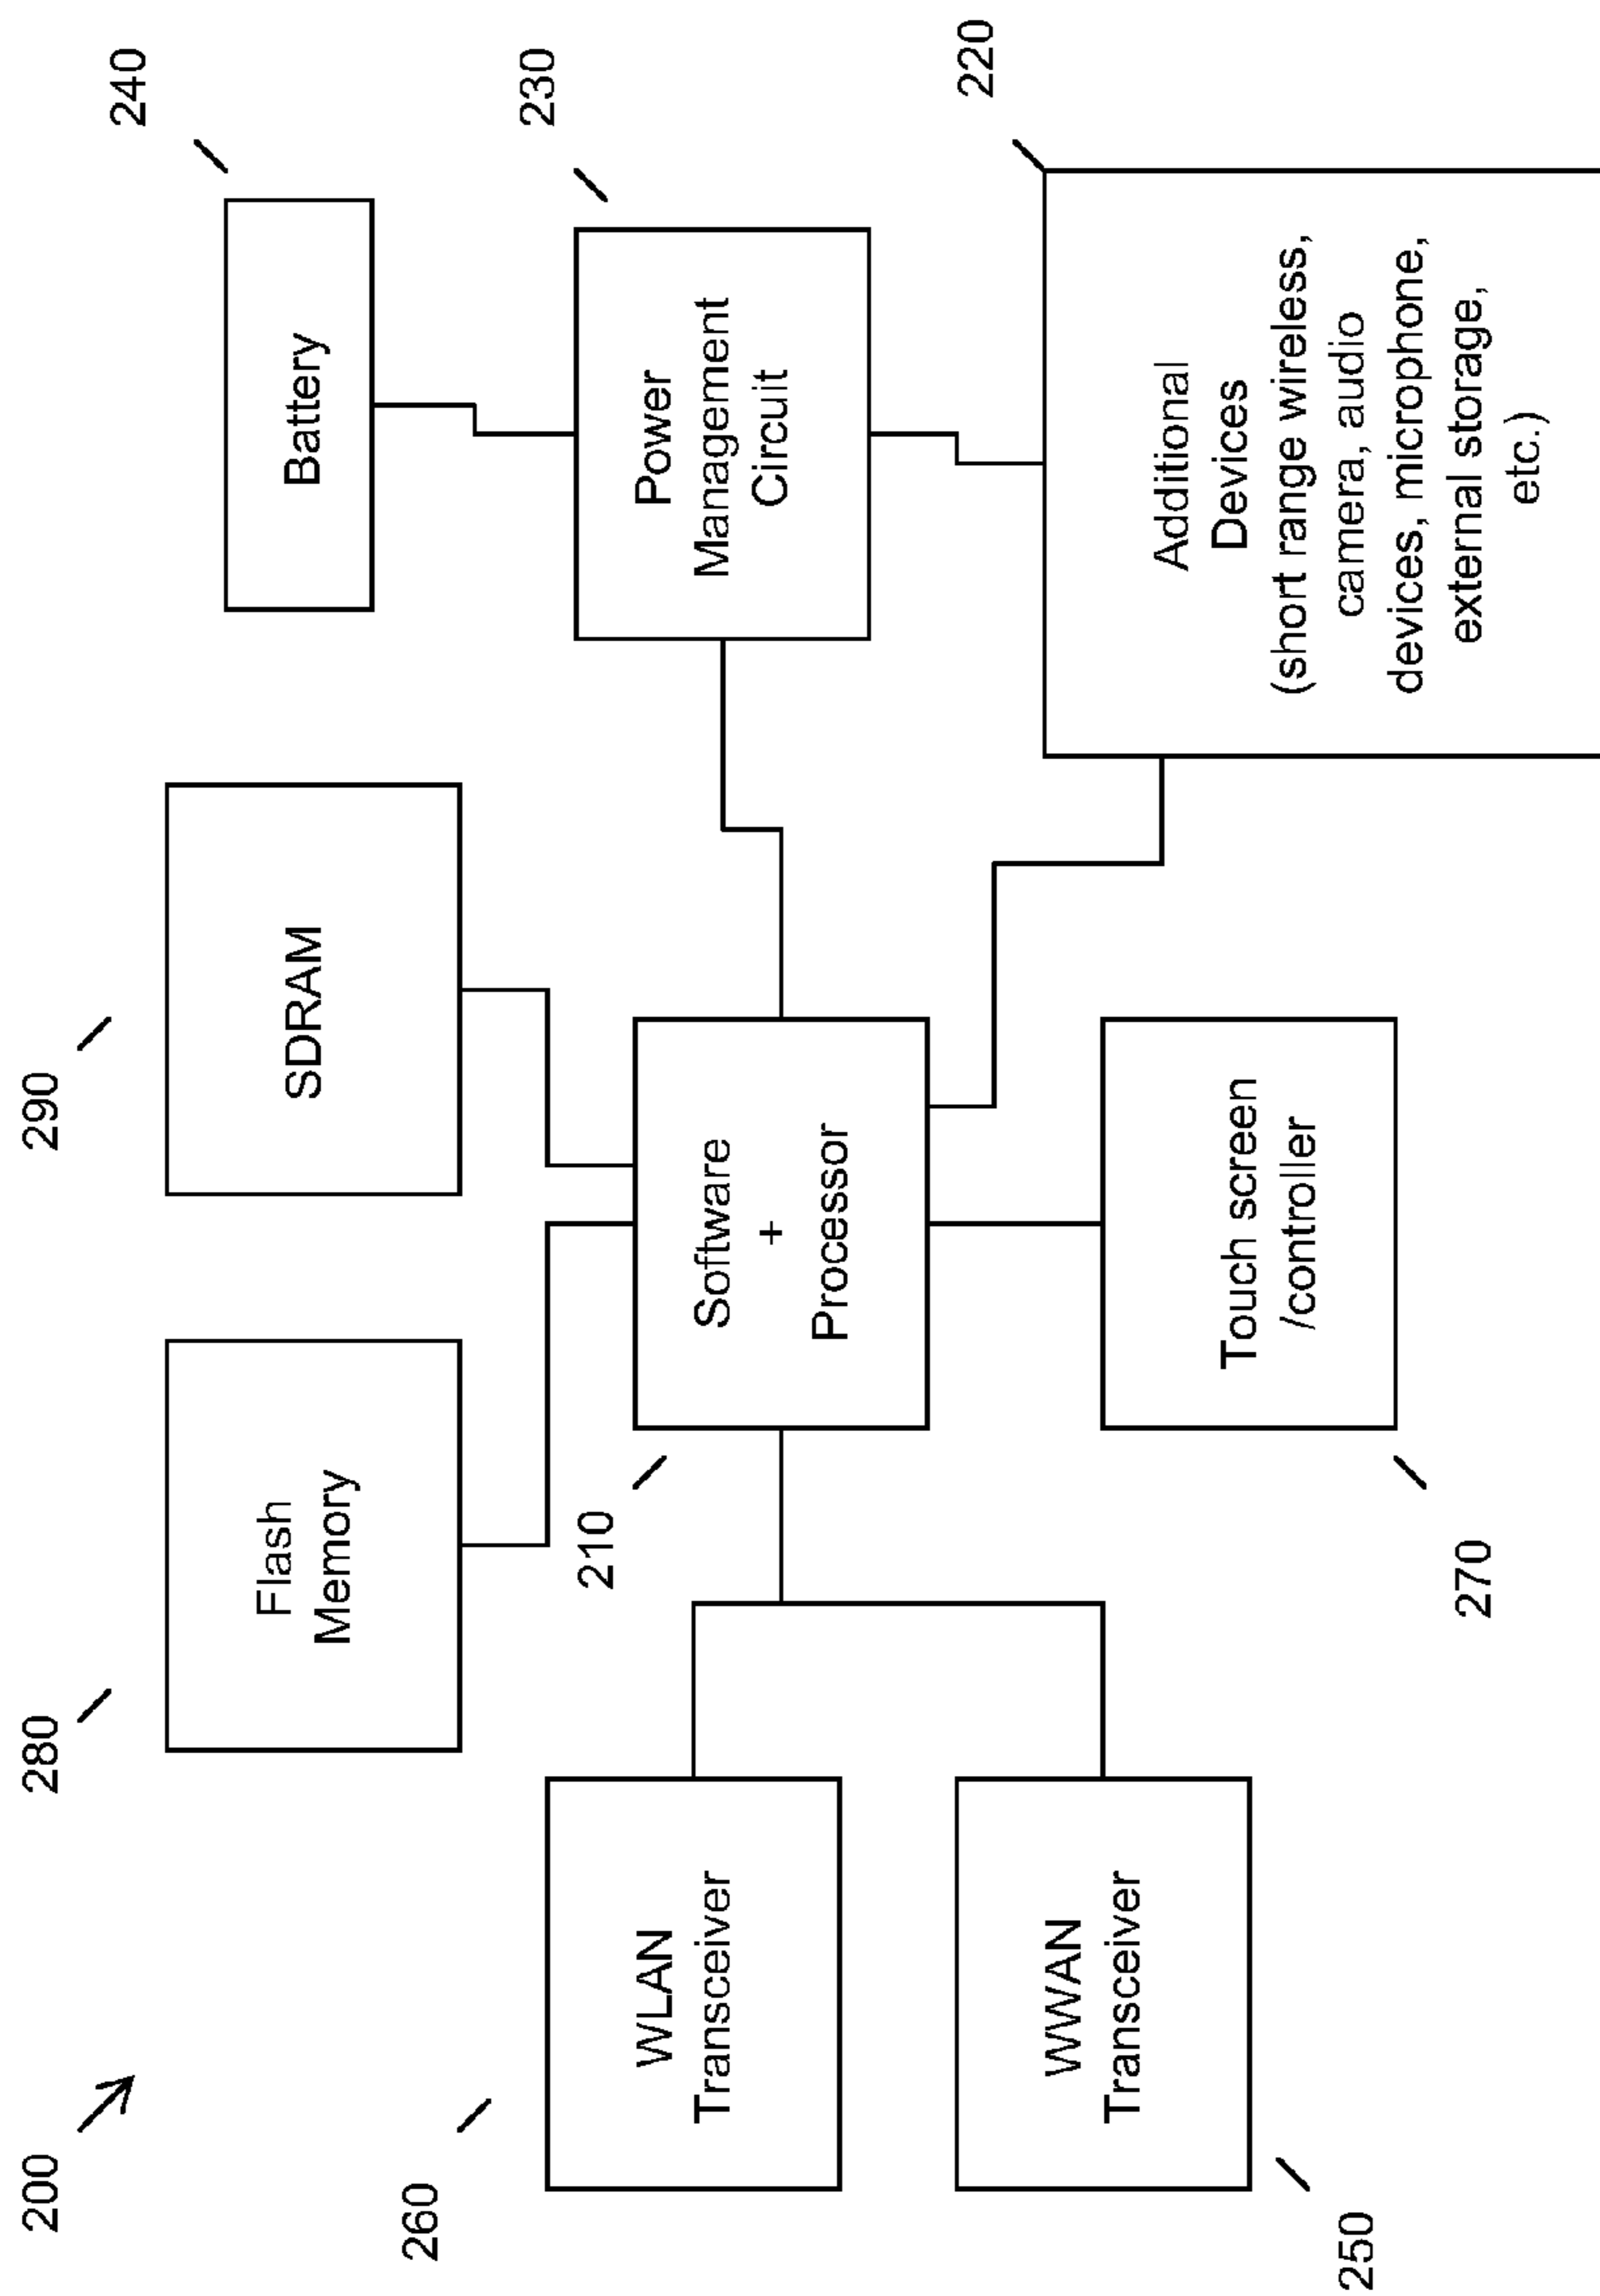 200
280
290
240
Flash
Memory
SDRAM
Battery
260
210
230
WLAN
Transceiver
Software
+
Processor
Power
Management
Circuit
220
WWAN
Transceiver
Touch screen
/controller
Additional
Devices
(short range wireless,
camera, audio
devices, microphone,
external storage,
etc.)
250
270